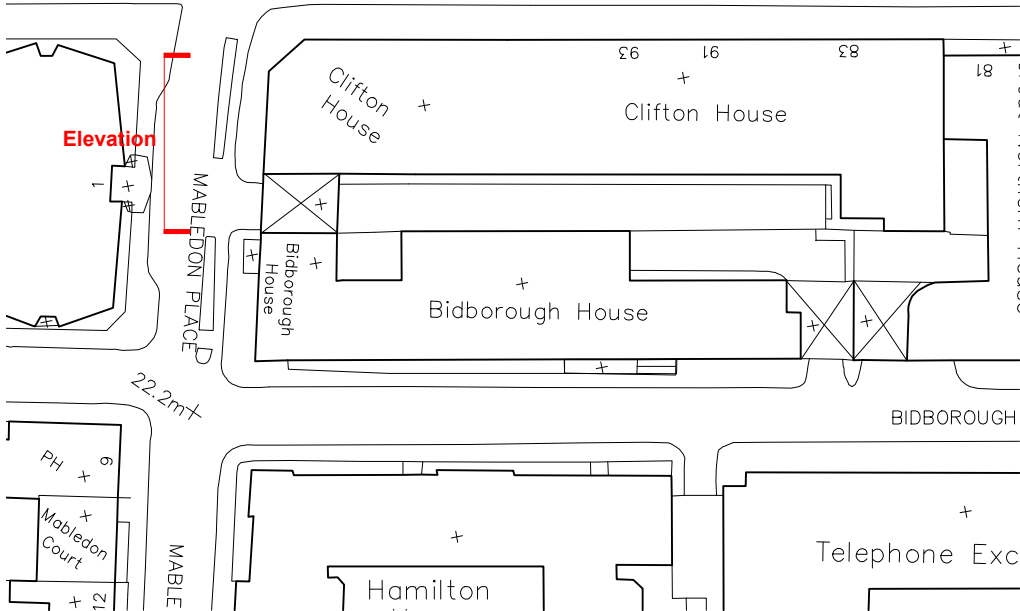 93
91
83
81
Clifton
House
Clifton House
Elevation
1
MABLEDON PLACE
Bidborough
House
Bidborough House
22.2m
BIDBOROUGH
PH
9
Mabledon
Court
12
MABLE
Hamilton
Telephone Exc